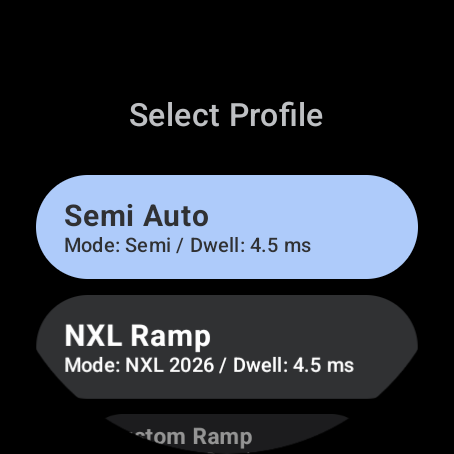 Select Profile
Semi Auto
Mode: Semi / Dwell: 4.5 ms
NXL Ramp
Mode: NXL 2026 / Dwell: 4.5 ms
Ramp